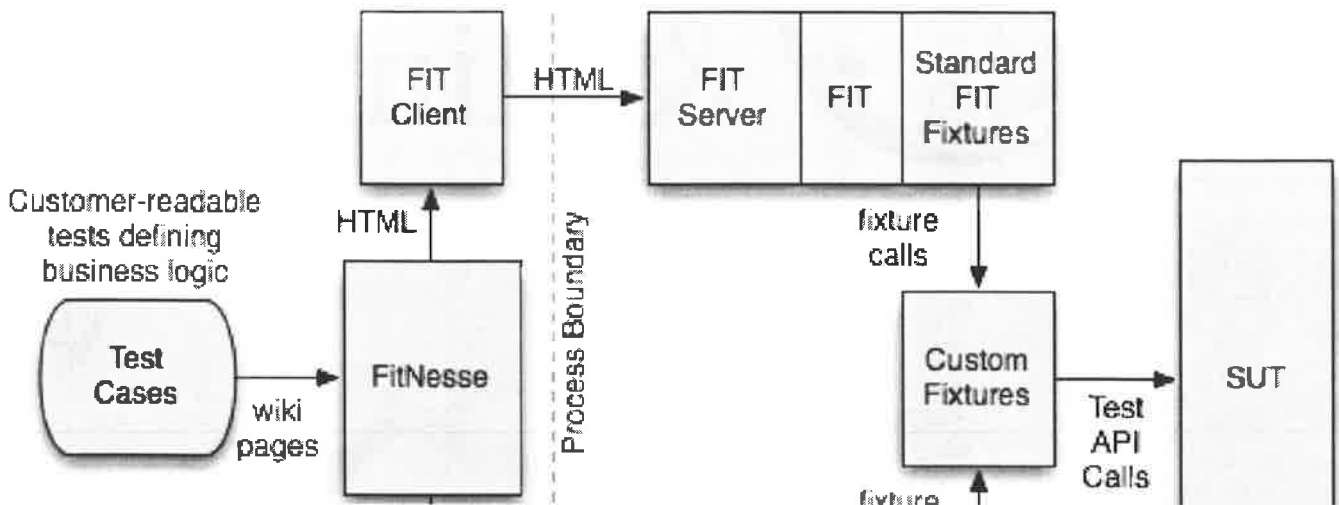 FIT
Client
HTML
FIT
Server
FIT
Standard
FIT
Fixtures
Customer-readable
tests defining
business logic
HTML
Process Boundary
fixture
calls
Test
Cases
wiki
pages
FitNesse
Custom
Fixtures
Test
API
Calls
SUT
fixture